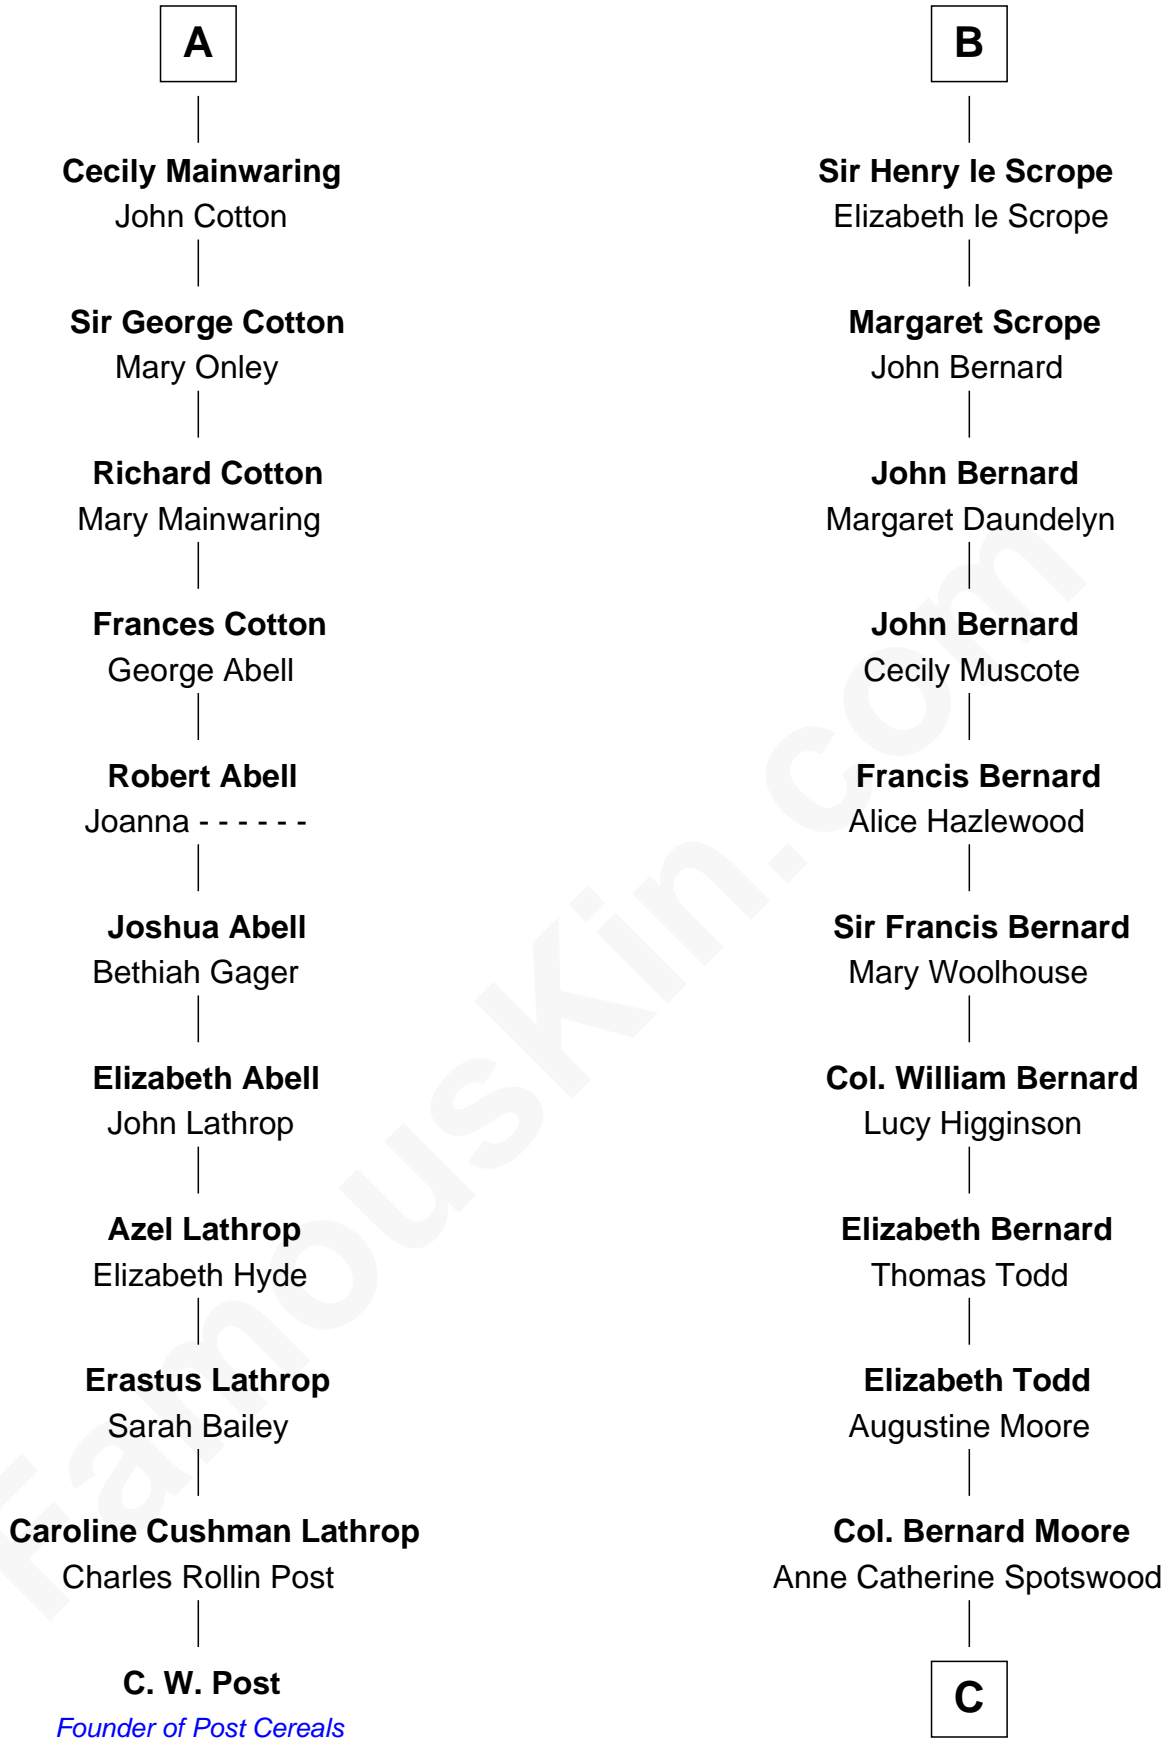 A
Cecily Mainwaring
John Cotton
Sir George Cotton
Mary Onley
Richard Cotton
Mary Mainwaring
Frances Cotton
George Abell
Robert Abell
Joanna - - - - - -
Joshua Abell
Bethiah Gager
Elizabeth Abell
John Lathrop
Azel Lathrop
Elizabeth Hyde
Erastus Lathrop
Sarah Bailey
Caroline Cushman Lathrop
Charles Rollin Post
C. W. Post
Founder of Post Cereals
B
Sir Henry le Scrope
Elizabeth le Scrope
Margaret Scrope
John Bernard
John Bernard
Margaret Daundelyn
John Bernard
Cecily Muscote
Francis Bernard
Alice Hazlewood
Sir Francis Bernard
Mary Woolhouse
Col. William Bernard
Lucy Higginson
Elizabeth Bernard
Thomas Todd
Elizabeth Todd
Augustine Moore
Col. Bernard Moore
Anne Catherine Spotswood
C
FamousKin.com